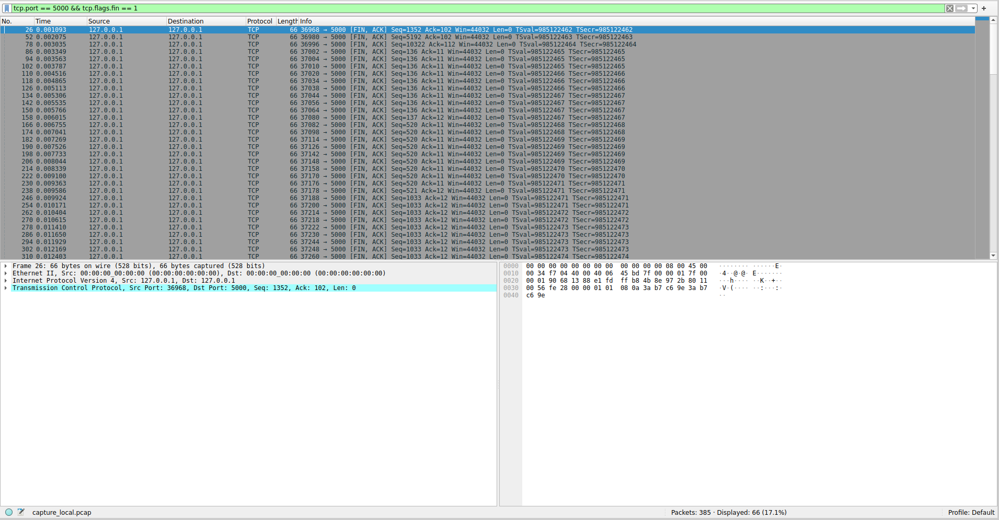 tcp.port == 5000 && tcp.flags.fin == 1
No. Time Source Destination Protocol Length Info
26 0.001093 127.0.0.1 127.0.0.1 TCP 66 36968 → 5000 [FIN, ACK] Seq=1352 Ack=102 Win=44032 Len=0 TSval=985122462 TSecr=985122462
52 0.002075 127.0.0.1 127.0.0.1 TCP 66 36980 → 5000 [FIN, ACK] Seq=5192 Ack=102 Win=44032 Len=0 TSval=985122463 TSecr=985122463
78 0.003035 127.0.0.1 127.0.0.1 TCP 66 36996 → 5000 [FIN, ACK] Seq=10322 Ack=112 Win=44032 Len=0 TSval=985122464 TSecr=985122464
86 0.003349 127.0.0.1 127.0.0.1 TCP 66 37002 → 5000 [FIN, ACK] Seq=136 Ack=11 Win=44032 Len=0 TSval=985122465 TSecr=985122465
94 0.003563 127.0.0.1 127.0.0.1 TCP 66 37004 → 5000 [FIN, ACK] Seq=136 Ack=11 Win=44032 Len=0 TSval=985122465 TSecr=985122465
102 0.003787 127.0.0.1 127.0.0.1 TCP 66 37010 → 5000 [FIN, ACK] Seq=136 Ack=11 Win=44032 Len=0 TSval=985122465 TSecr=985122465
110 0.004516 127.0.0.1 127.0.0.1 TCP 66 37020 → 5000 [FIN, ACK] Seq=136 Ack=11 Win=44032 Len=0 TSval=985122466 TSecr=985122466
118 0.004865 127.0.0.1 127.0.0.1 TCP 66 37034 → 5000 [FIN, ACK] Seq=136 Ack=11 Win=44032 Len=0 TSval=985122466 TSecr=985122466
126 0.005113 127.0.0.1 127.0.0.1 TCP 66 37038 → 5000 [FIN, ACK] Seq=136 Ack=11 Win=44032 Len=0 TSval=985122466 TSecr=985122466
134 0.005306 127.0.0.1 127.0.0.1 TCP 66 37044 → 5000 [FIN, ACK] Seq=136 Ack=11 Win=44032 Len=0 TSval=985122467 TSecr=985122467
142 0.005535 127.0.0.1 127.0.0.1 TCP 66 37056 → 5000 [FIN, ACK] Seq=136 Ack=11 Win=44032 Len=0 TSval=985122467 TSecr=985122467
150 0.005766 127.0.0.1 127.0.0.1 TCP 66 37064 → 5000 [FIN, ACK] Seq=136 Ack=11 Win=44032 Len=0 TSval=985122467 TSecr=985122467
158 0.006015 127.0.0.1 127.0.0.1 TCP 66 37080 → 5000 [FIN, ACK] Seq=137 Ack=12 Win=44032 Len=0 TSval=985122467 TSecr=985122467
166 0.006755 127.0.0.1 127.0.0.1 TCP 66 37082 → 5000 [FIN, ACK] Seq=520 Ack=11 Win=44032 Len=0 TSval=985122468 TSecr=985122468
174 0.007041 127.0.0.1 127.0.0.1 TCP 66 37098 → 5000 [FIN, ACK] Seq=520 Ack=11 Win=44032 Len=0 TSval=985122468 TSecr=985122468
182 0.007269 127.0.0.1 127.0.0.1 TCP 66 37114 → 5000 [FIN, ACK] Seq=520 Ack=11 Win=44032 Len=0 TSval=985122469 TSecr=985122469
190 0.007526 127.0.0.1 127.0.0.1 TCP 66 37126 → 5000 [FIN, ACK] Seq=520 Ack=11 Win=44032 Len=0 TSval=985122469 TSecr=985122469
198 0.007733 127.0.0.1 127.0.0.1 TCP 66 37142 → 5000 [FIN, ACK] Seq=520 Ack=11 Win=44032 Len=0 TSval=985122469 TSecr=985122469
206 0.008044 127.0.0.1 127.0.0.1 TCP 66 37148 → 5000 [FIN, ACK] Seq=520 Ack=11 Win=44032 Len=0 TSval=985122469 TSecr=985122469
214 0.008339 127.0.0.1 127.0.0.1 TCP 66 37158 → 5000 [FIN, ACK] Seq=520 Ack=11 Win=44032 Len=0 TSval=985122470 TSecr=985122470
222 0.009100 127.0.0.1 127.0.0.1 TCP 66 37170 → 5000 [FIN, ACK] Seq=520 Ack=11 Win=44032 Len=0 TSval=985122470 TSecr=985122470
230 0.009363 127.0.0.1 127.0.0.1 TCP 66 37176 → 5000 [FIN, ACK] Seq=520 Ack=11 Win=44032 Len=0 TSval=985122471 TSecr=985122471
238 0.009586 127.0.0.1 127.0.0.1 TCP 66 37178 → 5000 [FIN, ACK] Seq=521 Ack=12 Win=44032 Len=0 TSval=985122471 TSecr=985122471
246 0.009924 127.0.0.1 127.0.0.1 TCP 66 37188 → 5000 [FIN, ACK] Seq=1033 Ack=12 Win=44032 Len=0 TSval=985122471 TSecr=985122471
254 0.010171 127.0.0.1 127.0.0.1 TCP 66 37200 → 5000 [FIN, ACK] Seq=1033 Ack=12 Win=44032 Len=0 TSval=985122471 TSecr=985122471
262 0.010404 127.0.0.1 127.0.0.1 TCP 66 37214 → 5000 [FIN, ACK] Seq=1033 Ack=12 Win=44032 Len=0 TSval=985122472 TSecr=985122472
270 0.010615 127.0.0.1 127.0.0.1 TCP 66 37218 → 5000 [FIN, ACK] Seq=1033 Ack=12 Win=44032 Len=0 TSval=985122472 TSecr=985122472
278 0.011410 127.0.0.1 127.0.0.1 TCP 66 37222 → 5000 [FIN, ACK] Seq=1033 Ack=12 Win=44032 Len=0 TSval=985122473 TSecr=985122473
286 0.011650 127.0.0.1 127.0.0.1 TCP 66 37230 → 5000 [FIN, ACK] Seq=1033 Ack=12 Win=44032 Len=0 TSval=985122473 TSecr=985122473
294 0.011929 127.0.0.1 127.0.0.1 TCP 66 37244 → 5000 [FIN, ACK] Seq=1033 Ack=12 Win=44032 Len=0 TSval=985122473 TSecr=985122473
302 0.012169 127.0.0.1 127.0.0.1 TCP 66 37248 → 5000 [FIN, ACK] Seq=1033 Ack=12 Win=44032 Len=0 TSval=985122473 TSecr=985122473
310 0.012403 127.0.0.1 127.0.0.1 TCP 66 37260 → 5000 [FIN, ACK] Seq=1033 Ack=12 Win=44032 Len=0 TSval=985122474 TSecr=985122474
Frame 26: 66 bytes on wire (528 bits), 66 bytes captured (528 bits)
Ethernet II, Src: 00:00:00_00:00:00 (00:00:00:00:00:00), Dst: 00:00:00_00:00:00 (00:00:00:00:00:00)
Internet Protocol Version 4, Src: 127.0.0.1, Dst: 127.0.0.1
Transmission Control Protocol, Src Port: 36968, Dst Port: 5000, Seq: 1352, Ack: 102, Len: 0
0000 00 00 00 00 00 00 00 00 00 00 00 00 08 00 45 00 ········ ······E·
0010 00 34 f7 04 40 00 40 06 45 bd 7f 00 00 01 7f 00 ·4··@·@· E·······
0020 00 01 90 68 13 88 e1 fd ff b8 4b 8e 97 2b 80 11 ···h···· ··K··+··
0030 00 56 fe 28 00 00 01 01 08 0a 3a b7 c6 9e 3a b7 ·V·(···· ··:···:·
0040 c6 9e ··
capture_local.pcap
Packets: 385 · Displayed: 66 (17.1%)
Profile: Default